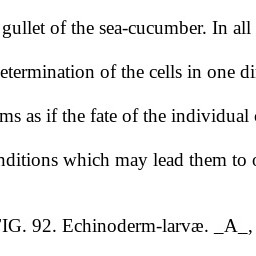 gullet of the sea-cucumber. In all
etermination of the cells in one
ms as if the fate of the individual
nditions which may lead them to
IG. 92. Echinoderm-larvæ. _A_,